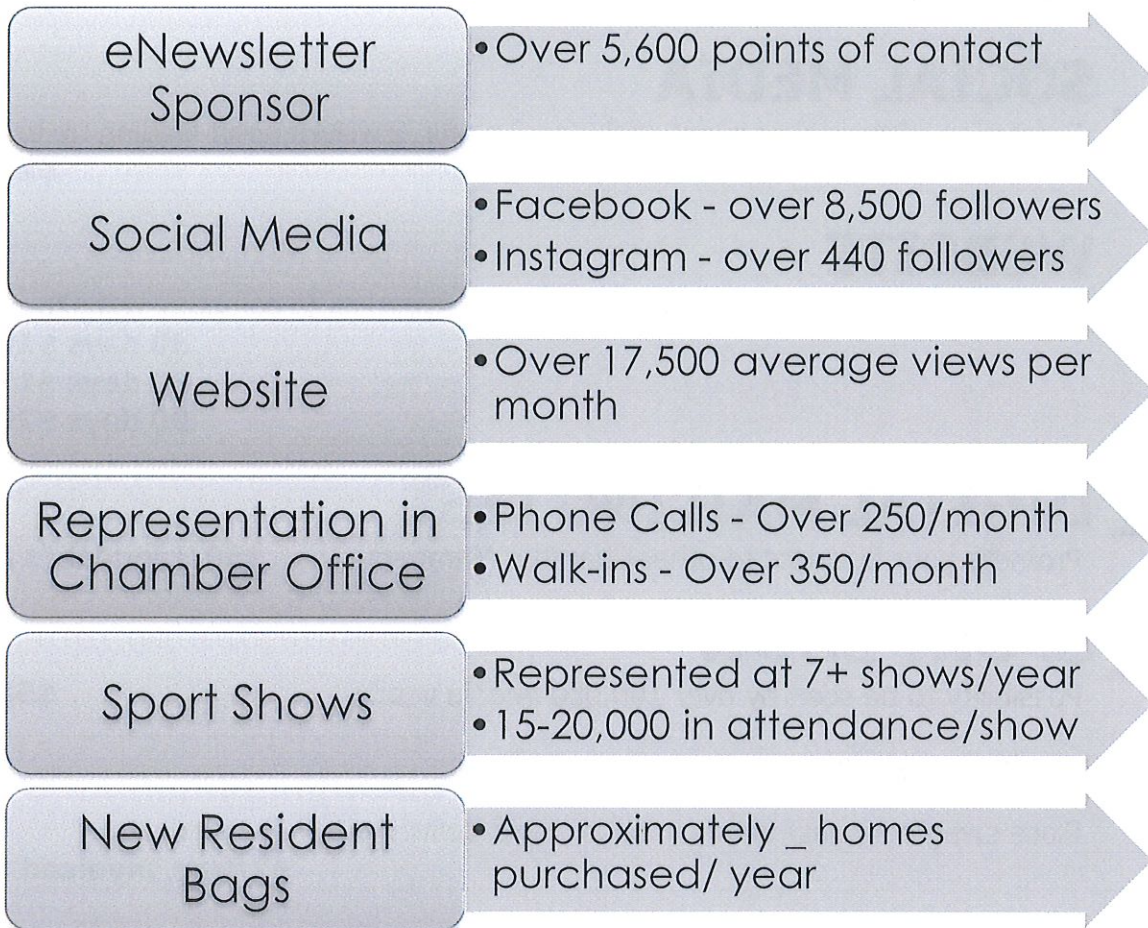 eNewsletter
Sponsor
•Over 5,600 points of contact
Social Media
•Facebook - over 8,500 followers
•Instagram - over 440 followers
Website
•Over 17,500 average views per
month
Representation in
Chamber Office
•Phone Calls - Over 250/month
•Walk-ins - Over 350/month
Sport Shows
•Represented at 7+ shows/year
•15-20,000 in attendance/show
New Resident
Bags
•Approximately _ homes
purchased/ year